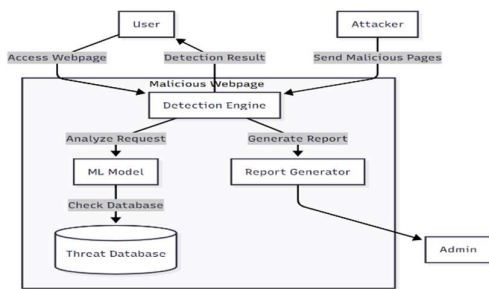 User
Attacker
Access Webpage
Detection Result
Send Malicious Pages
Malicious Webpage
Detection Engine
Analyze Request
Generate Report
ML Model
Report Generator
Check Database
Threat Database
Admin